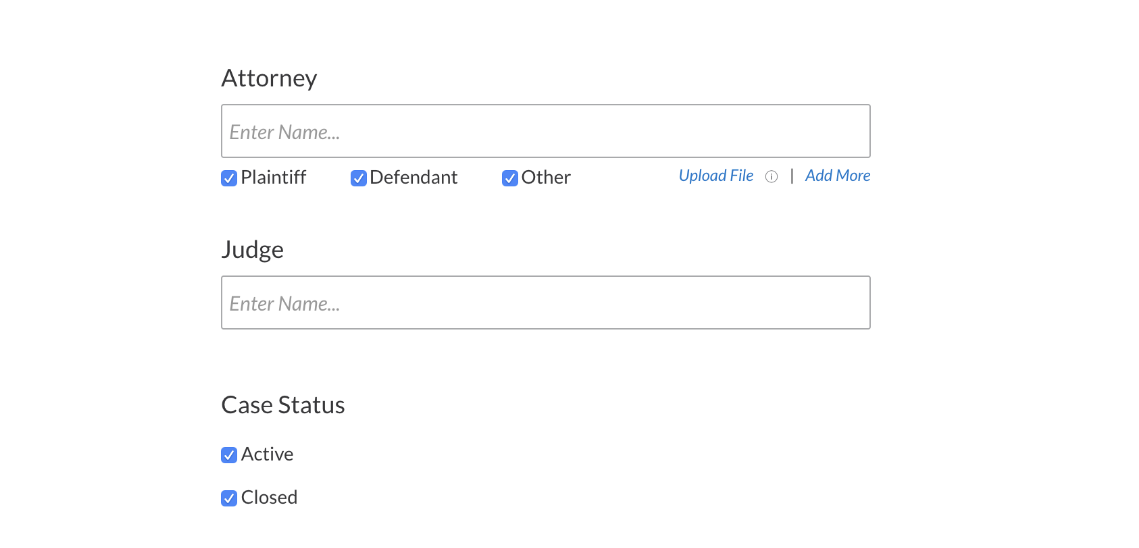 Attorney
Enter Name...
Plaintiff Defendant Other Upload File ⓘ | Add More
Judge
Enter Name...
Case Status
Active
Closed